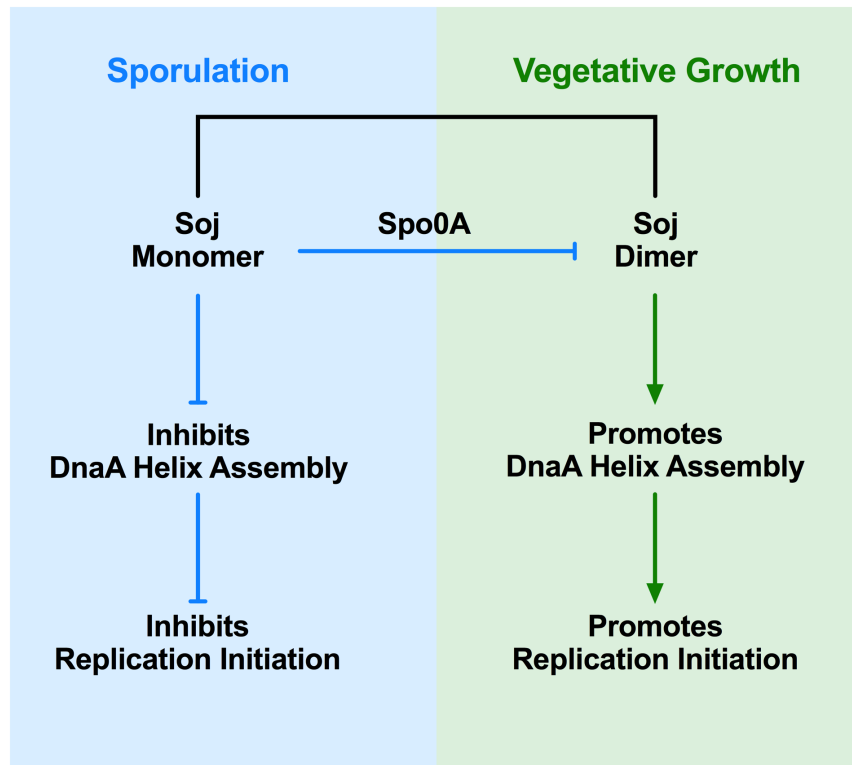 Sporulation
Vegetative Growth
Soj
Monomer
Spo0A
Soj
Dimer
Inhibits
DnaA Helix Assembly
Promotes
DnaA Helix Assembly
Inhibits
Replication Initiation
Promotes
Replication Initiation